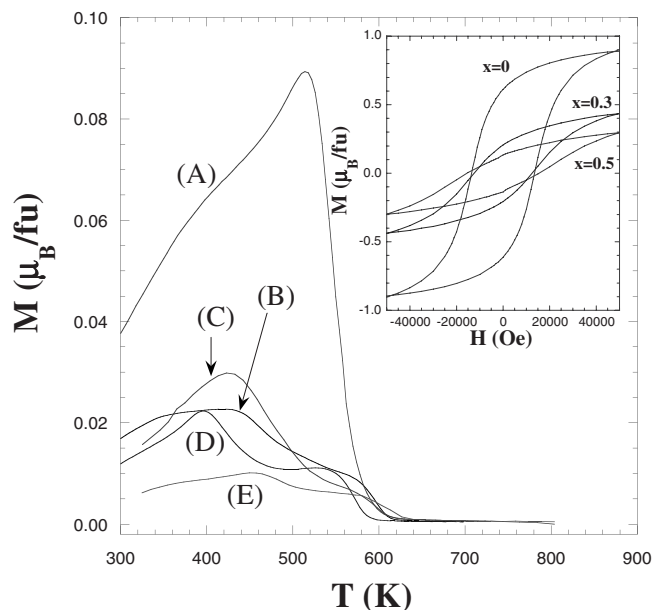 0.10
0.08
0.06
0.04
0.02
0.00
M (μB/fu)
300
400
500
600
700
800
900
T (K)
(A)
(B)
(C)
(D)
(E)
1.0
0.5
0.0
-0.5
-1.0
M (μB/fu)
x=0
x=0.3
x=0.5
-40000
-20000
0
20000
40000
H (Oe)